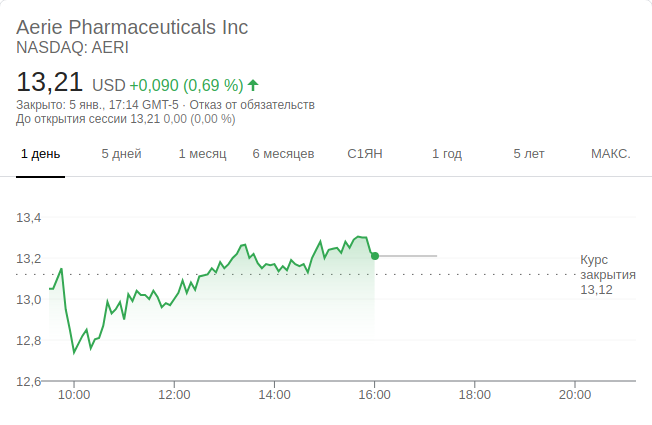 Aerie Pharmaceuticals Inc
NASDAQ: AERI
13,21 USD +0,090 (0,69 %)
Закрыто: 5 янв., 17:14 GMT-5 · Отказ от обязательств
До открытия сессии 13,21 0,00 (0,00 %)
1 день 5 дней 1 месяц 6 месяцев С1ЯН 1 год 5 лет МАКС.
13,4
13,2
Курс
закрытия
13,12
13,0
12,8
12,6
10:00 12:00 14:00 16:00 18:00 20:00